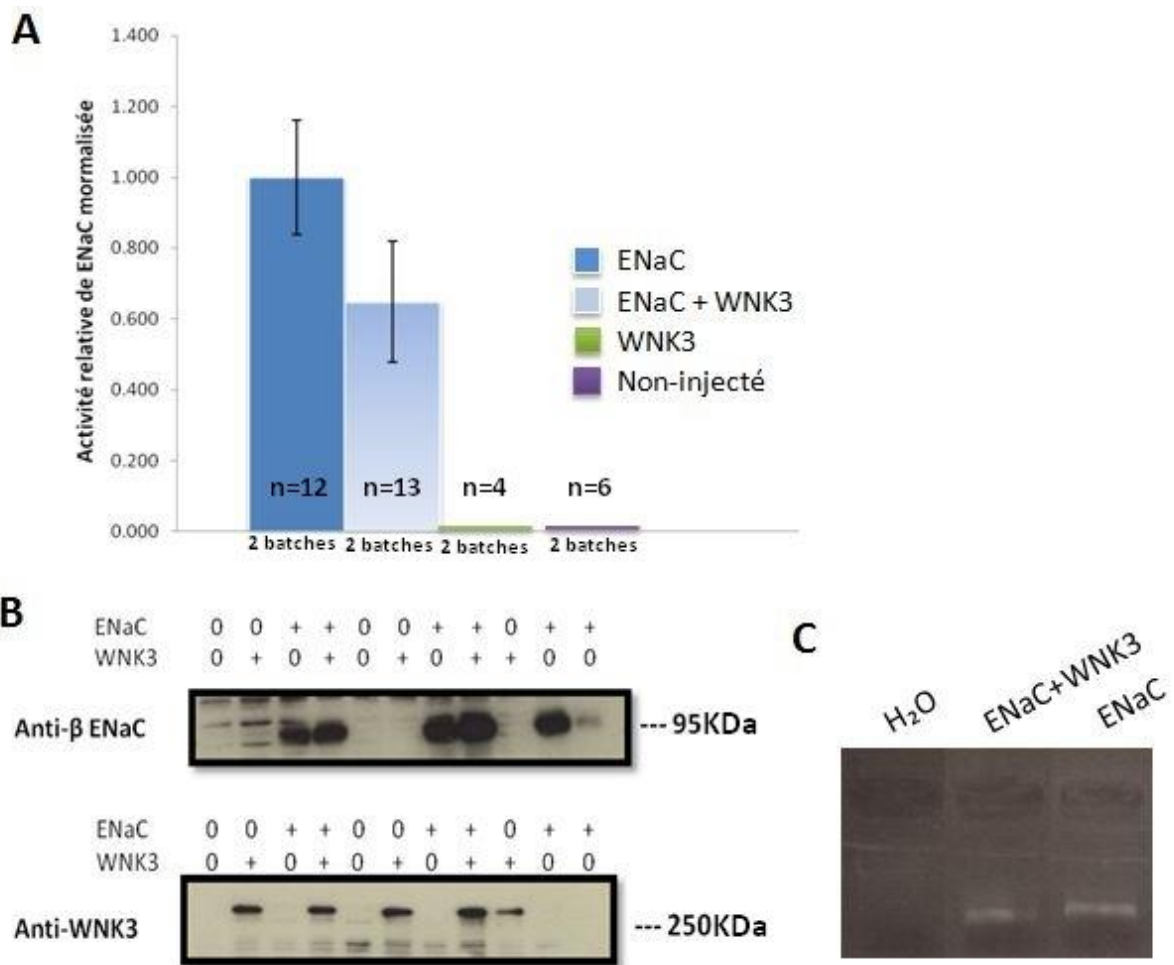 A
Activité relative de ENaC mormalisée
1.400
1.200
1.000
0.800
0.600
0.400
0.200
0.000
n=12 n=13 n=4 n=6
2 batches 2 batches 2 batches 2 batches
ENaC
ENaC + WNK3
WNK3
Non-injecté
B
ENaC 0 0 + + 0 0 + + 0 + +
WNK3 0 + 0 + 0 + 0 + + 0 0
Anti-β ENaC
--- 95KDa
ENaC 0 0 + + 0 0 + + 0 + +
WNK3 0 + 0 + 0 + 0 + + 0 0
Anti-WNK3
--- 250KDa
C
H₂O
ENaC+WNK3
ENaC